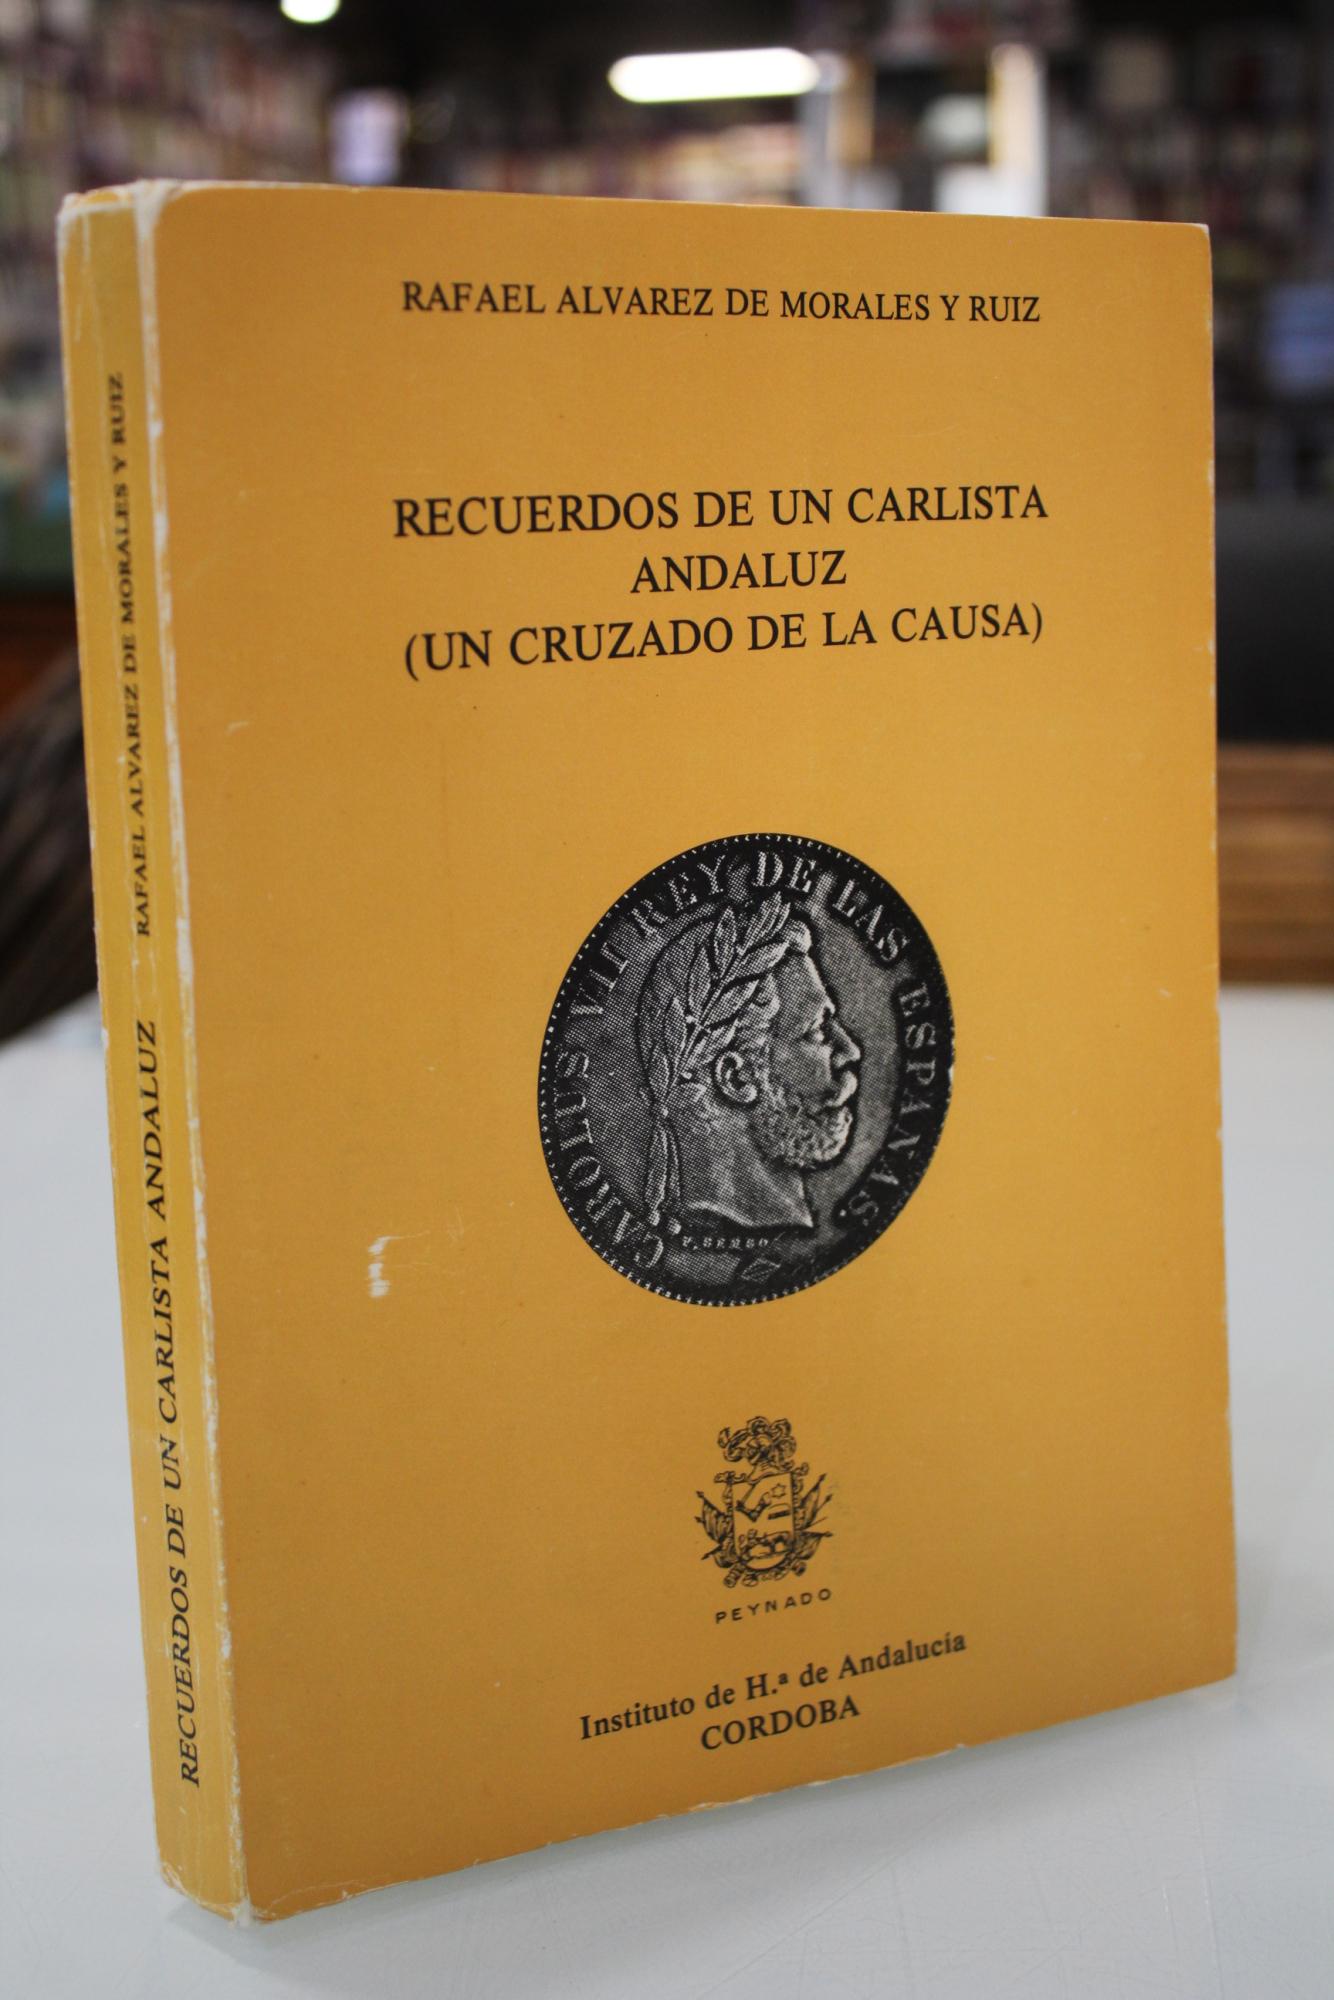 RAFAEL ALVAREZ DE MORALES Y RUIZ
RECUERDOS DE UN CARLISTA
ANDALUZ
(UN CRUZADO DE LA CAUSA)
CAROLUS VII REY DE LAS ESPAÑAS.
PEYNADO
Instituto de H.ª de Andalucía
CORDOBA
RECUERDOS DE UN CARLISTA ANDALUZ RAFAEL ALVAREZ DE MORALES Y RUIZ